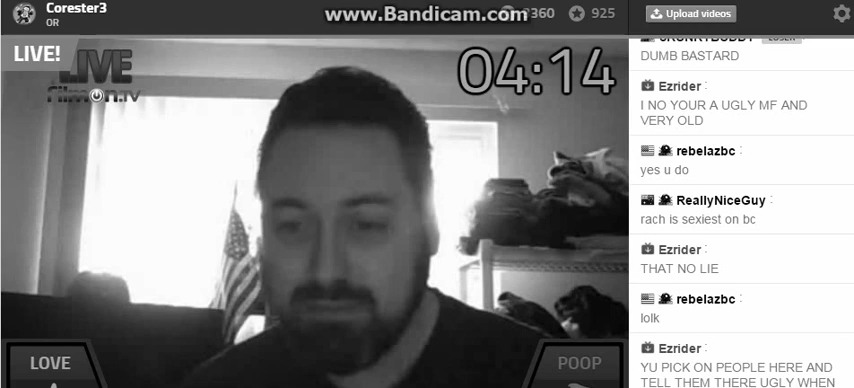 Corester3
OR
www.Bandicam.com
3360
925
Upload videos
LIVE!
LIVE
filmon.tv
04:14
LOVE
POOP
DUMB BASTARD
Ezrider :
I NO YOUR A UGLY MF AND
VERY OLD
rebelazbc :
yes u do
ReallyNiceGuy :
rach is sexiest on bc
Ezrider :
THAT NO LIE
rebelazbc :
lolk
Ezrider :
YU PICK ON PEOPLE HERE AND
TELL THEM THERE UGLY WHEN